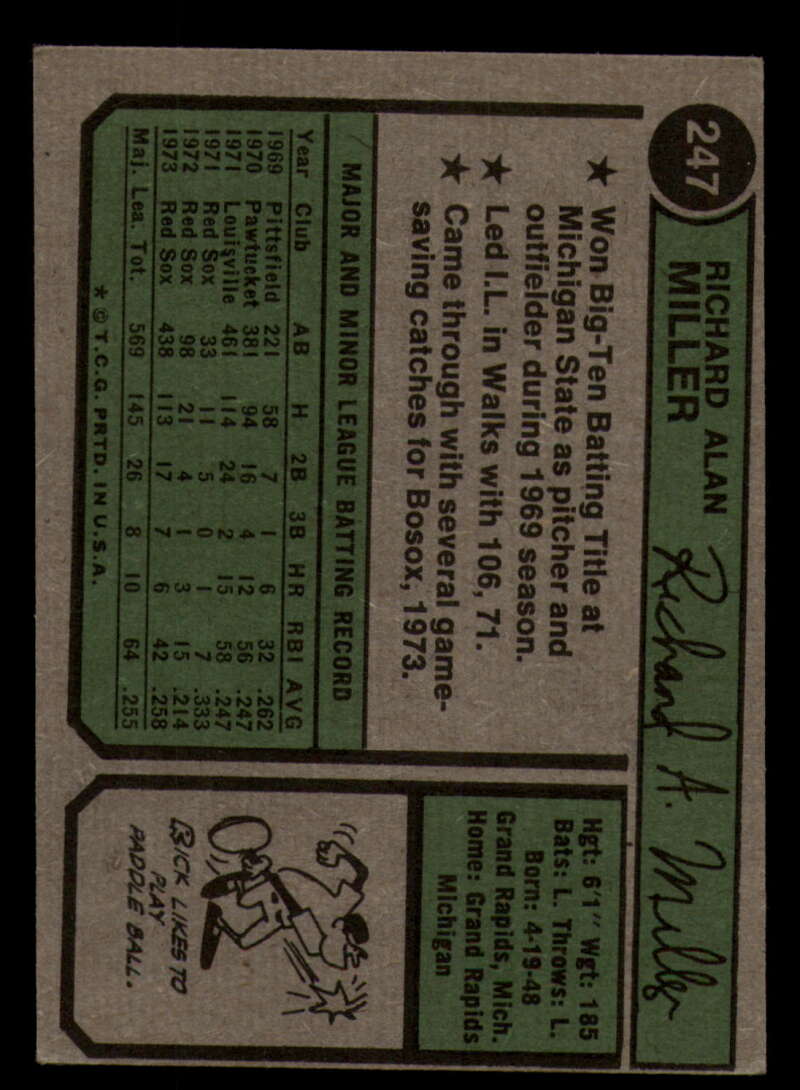 247
RICHARD ALAN
MILLER
Richard A. Miller
★ Won Big-Ten Batting Title at
Michigan State as pitcher and
outfielder during 1969 season.
★ Led I.L. in Walks with 106, 71.
★ Came through with several game-
saving catches for Bosox, 1973.
MAJOR AND MINOR LEAGUE BATTING RECORD
Year Club AB H 2B 3B HR RBI AVG
1969 Pittsfield 221 58 7 1 6 32 .262
1970 Pawtucket 381 94 16 4 12 56 .247
1971 Louisville 461 114 24 2 15 58 .247
1971 Red Sox 33 11 5 0 1 7 .333
1972 Red Sox 98 21 4 1 3 15 .214
1973 Red Sox 438 113 17 7 6 42 .258
Maj. Lea. Tot. 569 145 26 8 10 64 .255
* © T.C.G. PRTD. IN U.S.A.
Hgt: 6'1" Wgt: 185
Bats: L. Throws: L.
Born: 4-19-48
Grand Rapids, Mich.
Home: Grand Rapids
Michigan
RICK LIKES TO
PLAY
PADDLE BALL.